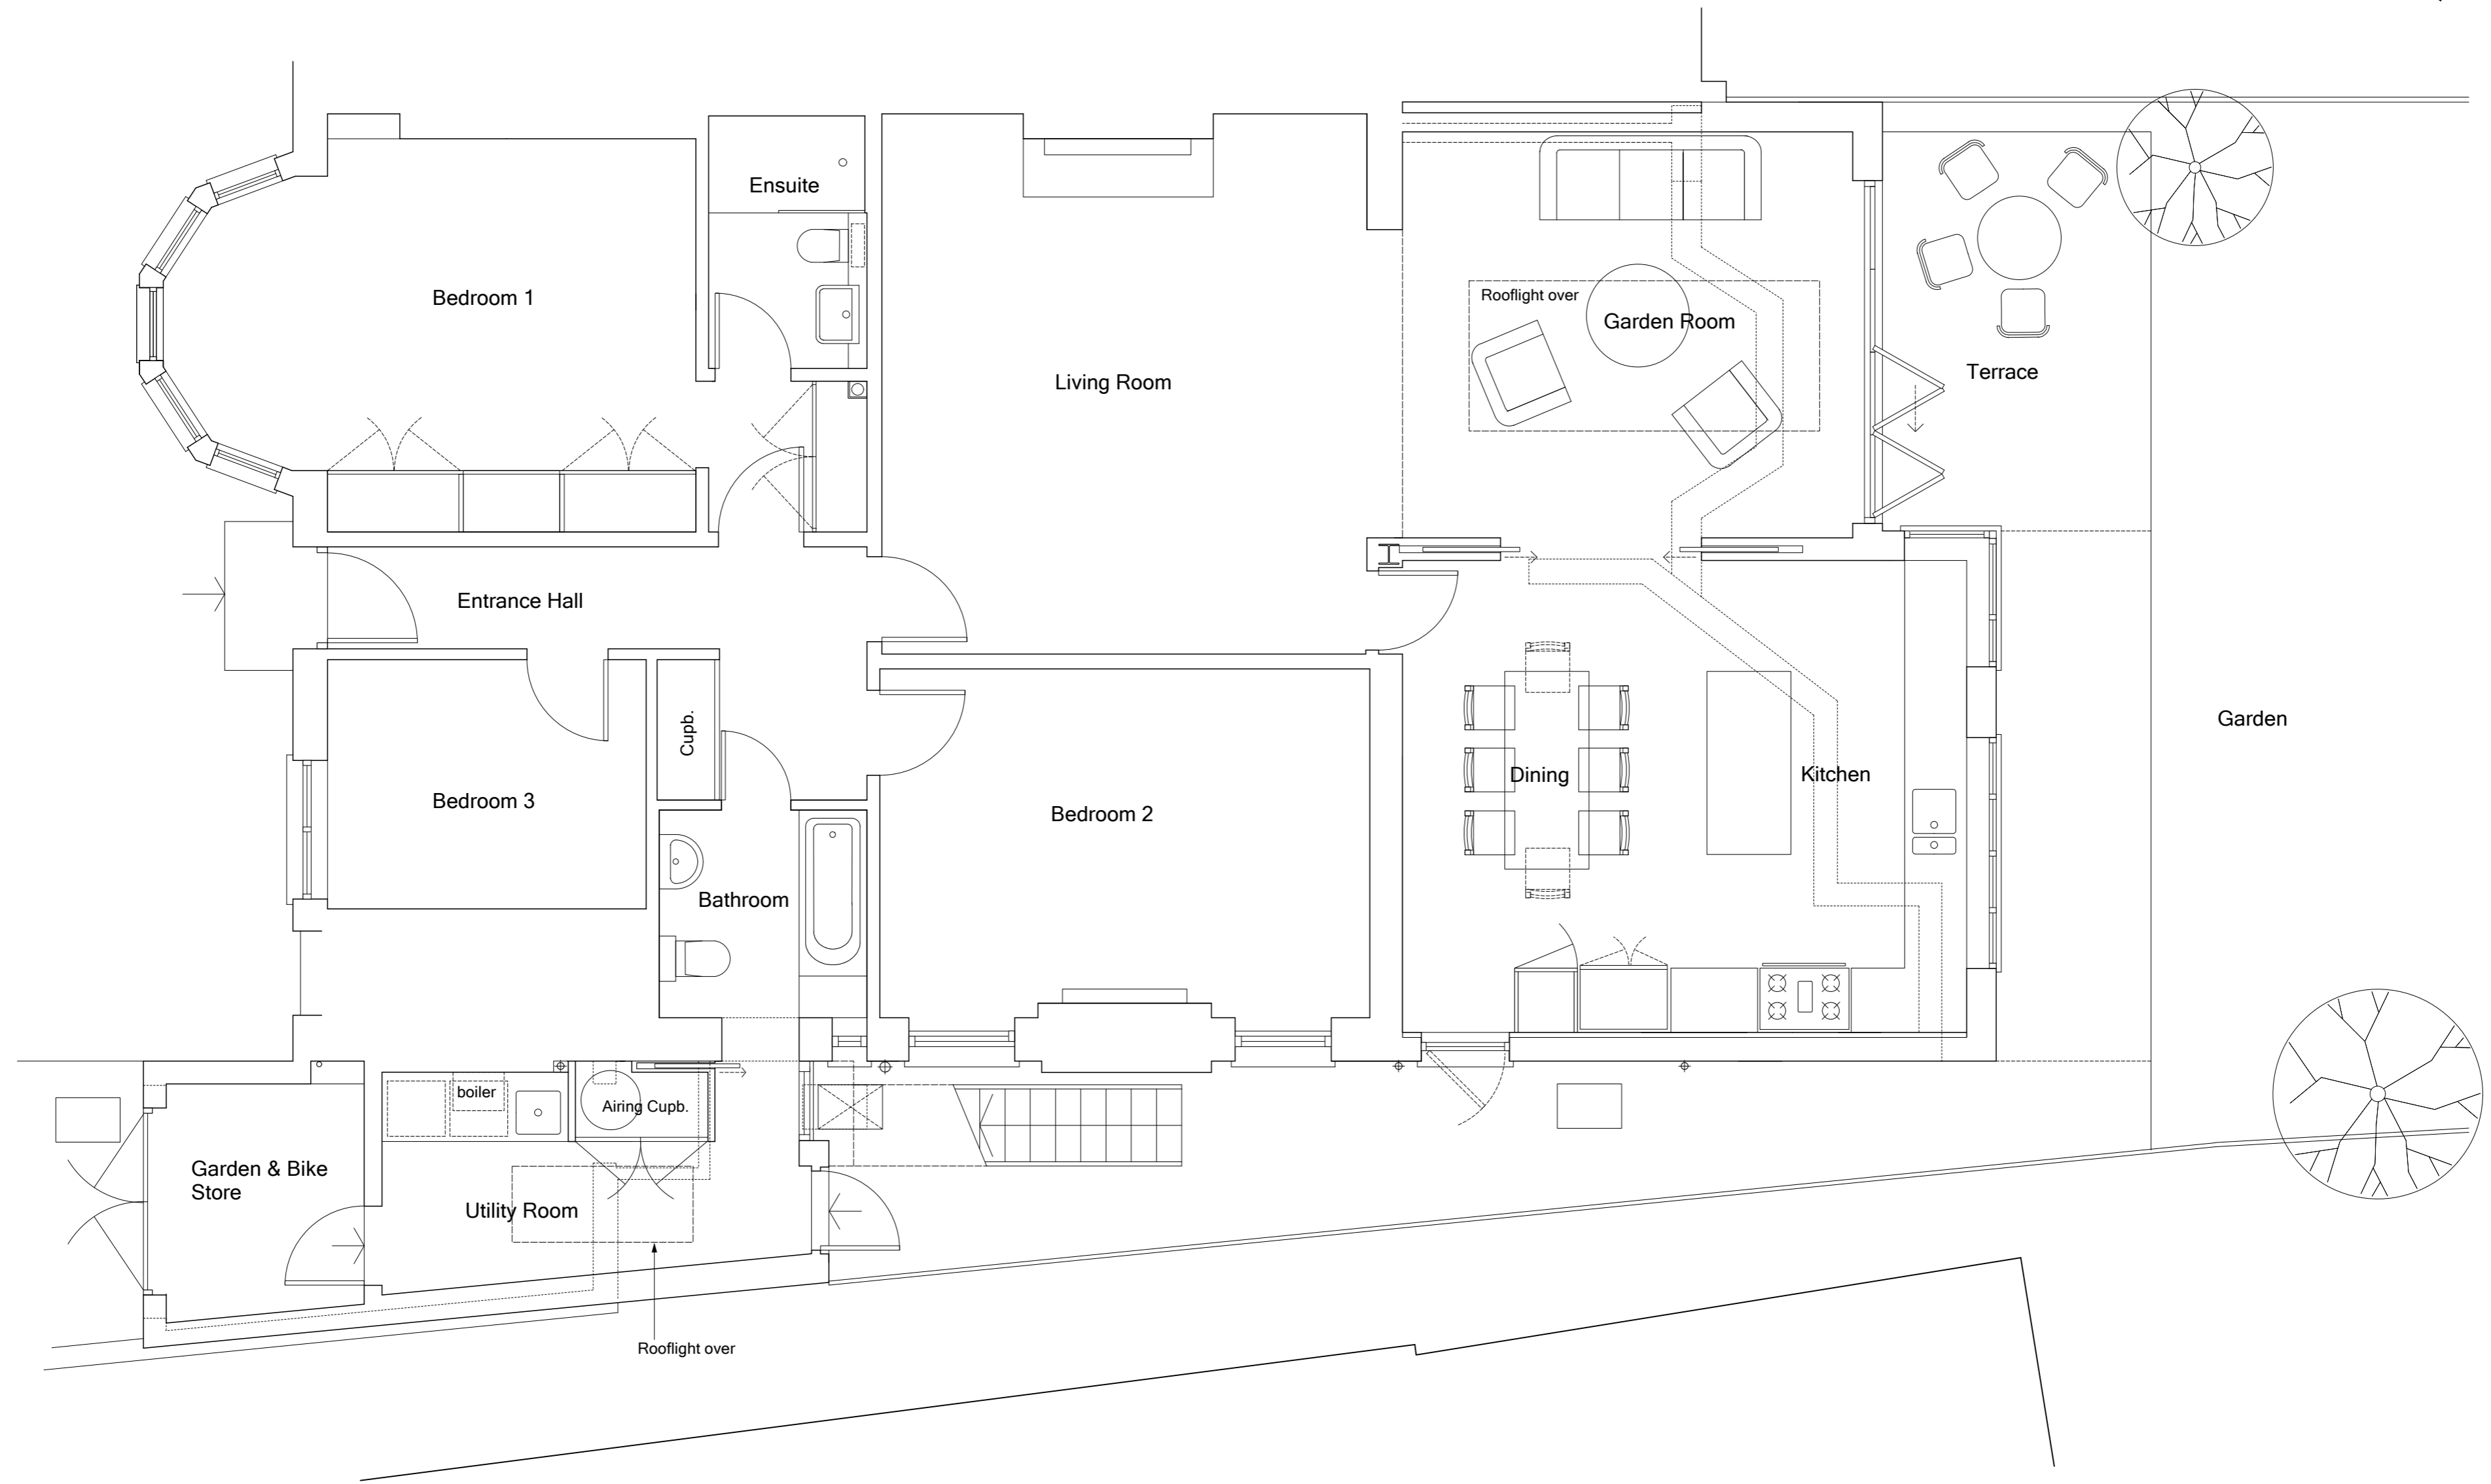 Ensuite
Bedroom 1
Rooflight over
Garden Room
Living Room
Terrace
Entrance Hall
Cupb.
Garden
Bedroom 3
Dining
Kitchen
Bedroom 2
Bathroom
boiler
Airing Cupb.
Garden & Bike
Store
Utility Room
Rooflight over